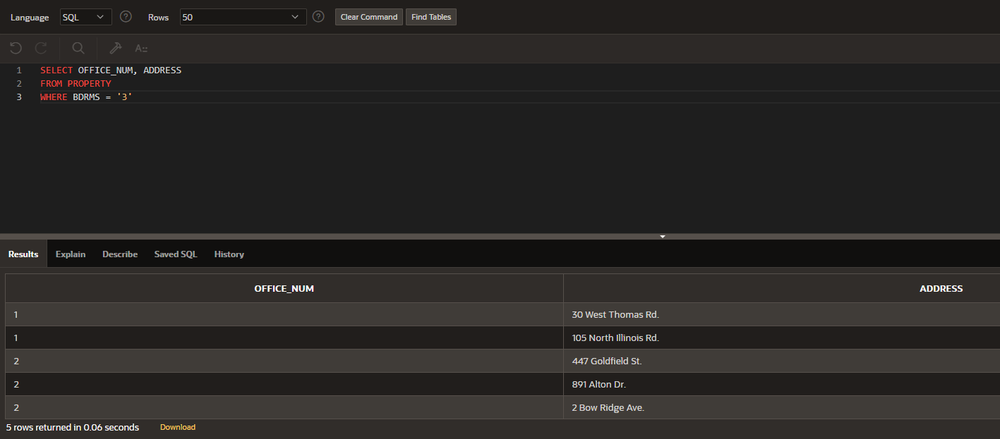 Language SQL Rows 50 Clear Command Find Tables
A
1 SELECT OFFICE_NUM, ADDRESS
2 FROM PROPERTY
3 WHERE BDRMS = '3'
Results Explain Describe Saved SQL History
OFFICE_NUM ADDRESS
1 30 West Thomas Rd.
1 105 North Illinois Rd.
2 447 Goldfield St.
2 891 Alton Dr.
2 2 Bow Ridge Ave.
5 rows returned in 0.06 seconds Download